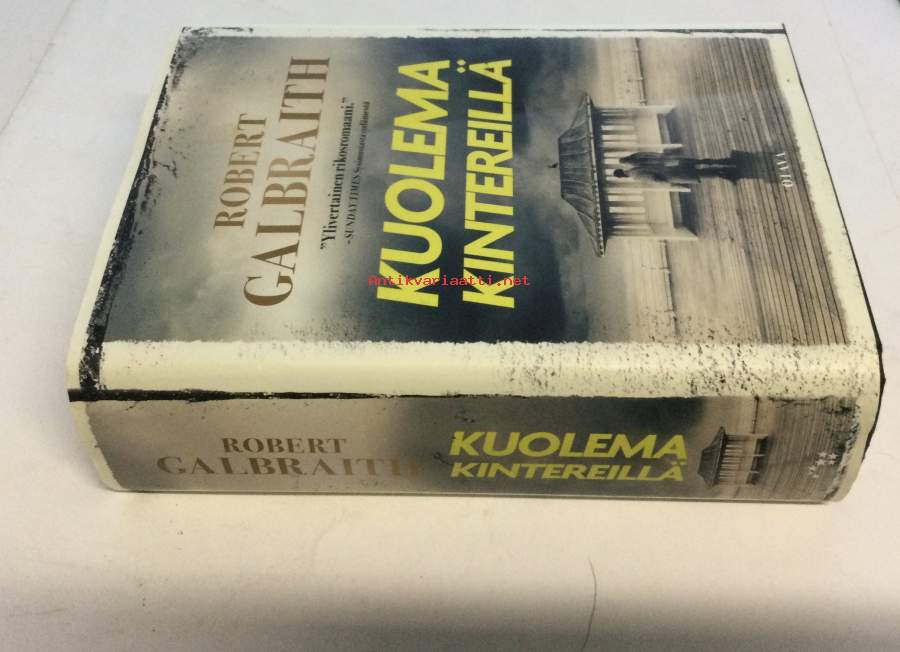 ROBERT
GALBRAITH
”Ylivertainen rikosromaani.”
– SUNDAY TIMES
KUOLEMA
KINTEREILLÄ
OTAVA
Antikvariaatti.net
ROBERT
GALBRAITH
KUOLEMA
KINTEREILLÄ